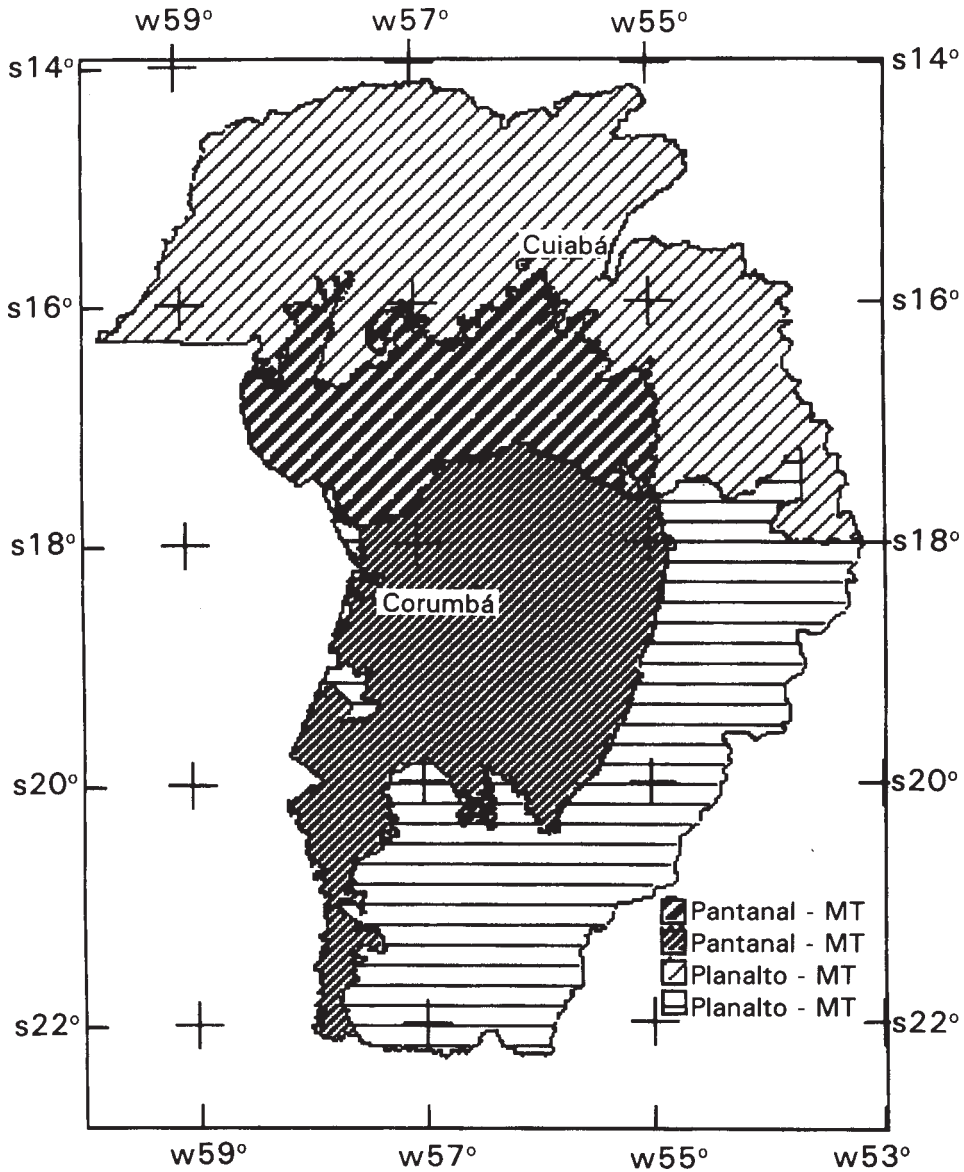 w59° w57° w55°
s14° s14°
Cuiabá
s16° s16°
s18° s18°
Corumbá
s20° s20°
Pantanal - MT
Pantanal - MT
Planalto - MT
Planalto - MT
s22° s22°
w59° w57° w55° w53°